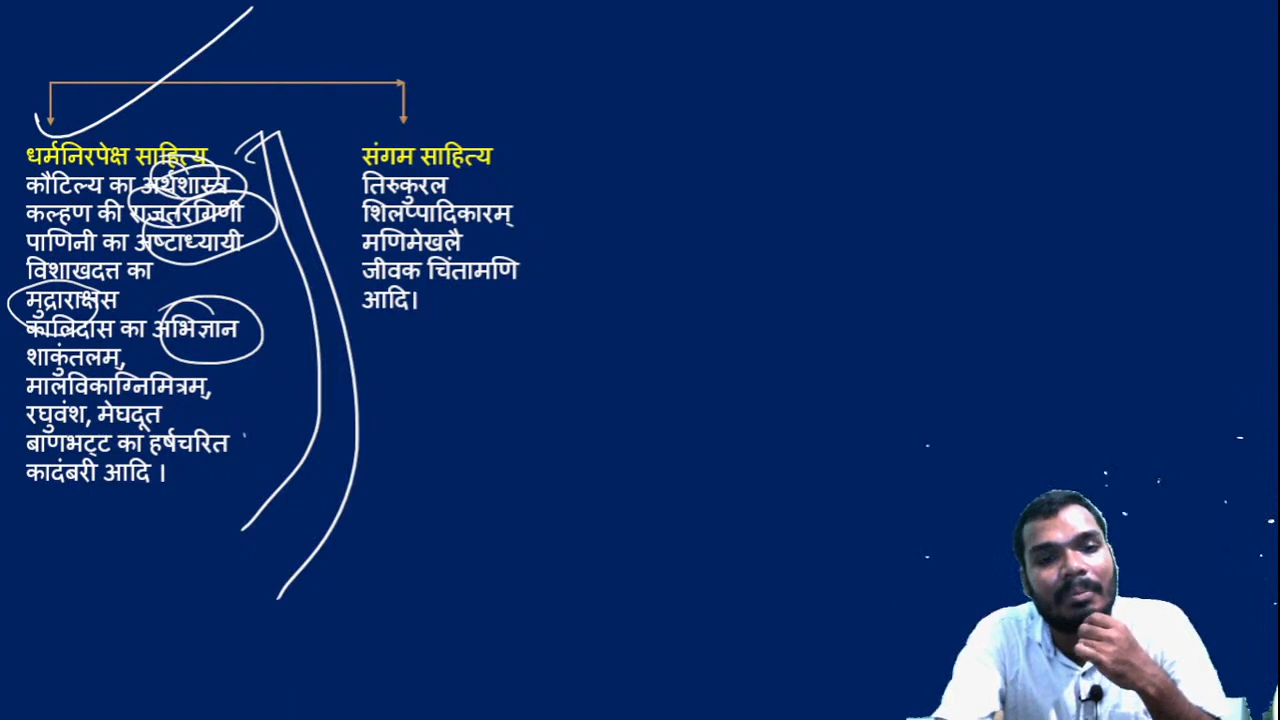 धर्मनिरपेक्ष साहित्य
कौटिल्य का अर्थशास्त्र
कल्हण की राजतरंगिणी
पाणिनी का अष्टाध्यायी
विशाखदत्त का
मुद्राराक्षस
कालिदास का अभिज्ञान
शाकुंतलम्,
मालविकाग्निमित्रम्,
रघुवंश, मेघदूत
बाणभट्ट का हर्षचरित
कादंबरी आदि ।
संगम साहित्य
तिरुकुरल
शिलप्पादिकारम्
मणिमेखलै
जीवक चिंतामणि
आदि।